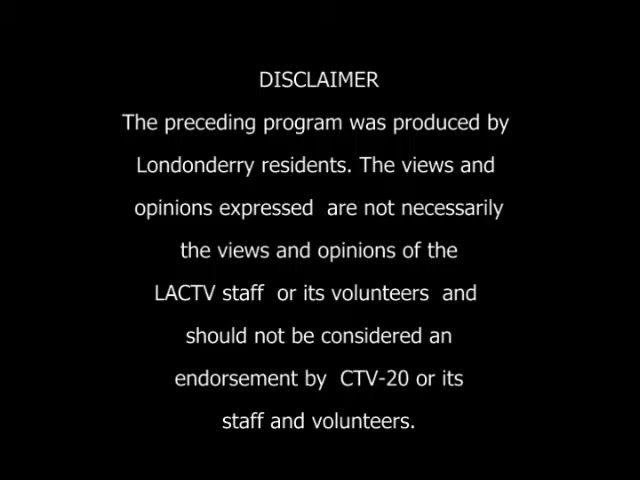 DISCLAIMER
The preceding program was produced by
Londonderry residents. The views and
opinions expressed  are not necessarily
the views and opinions of the
LACTV staff  or its volunteers  and
should not be considered an
endorsement by  CTV-20 or its
staff and volunteers.